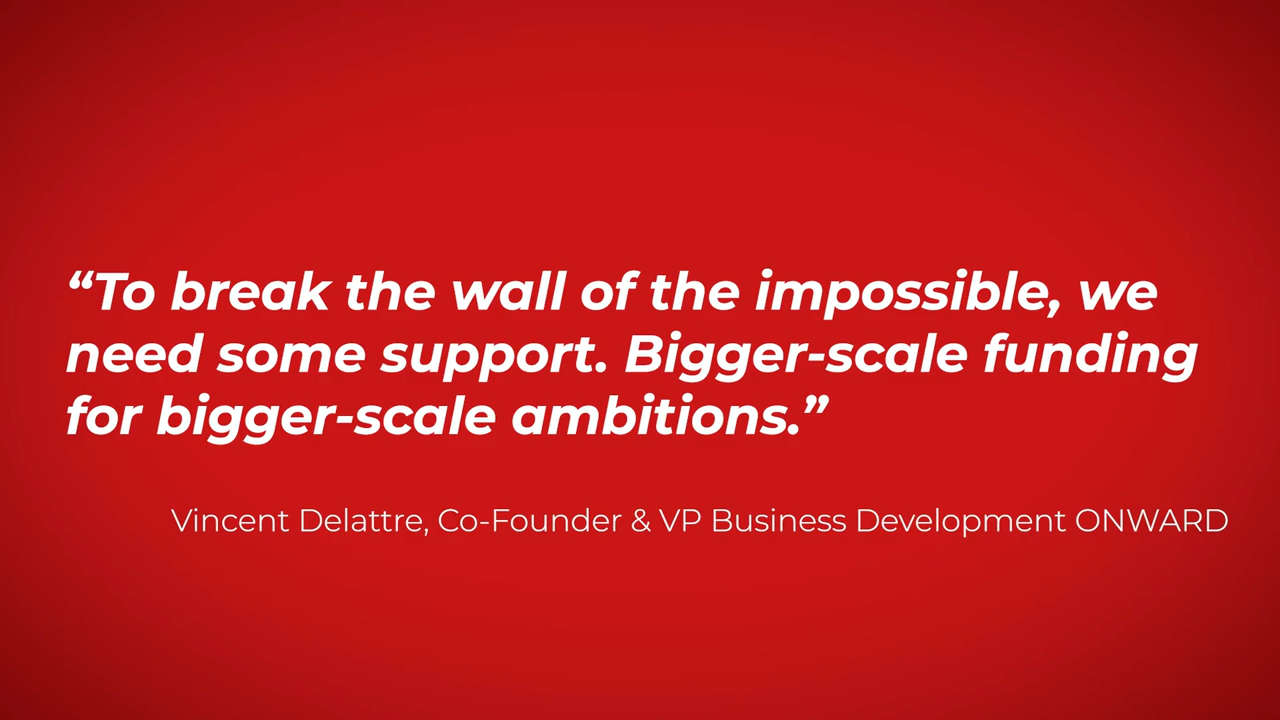 “To break the wall of the impossible, we
need some support. Bigger-scale funding
for bigger-scale ambitions.”
Vincent Delattre, Co-Founder & VP Business Development ONWARD